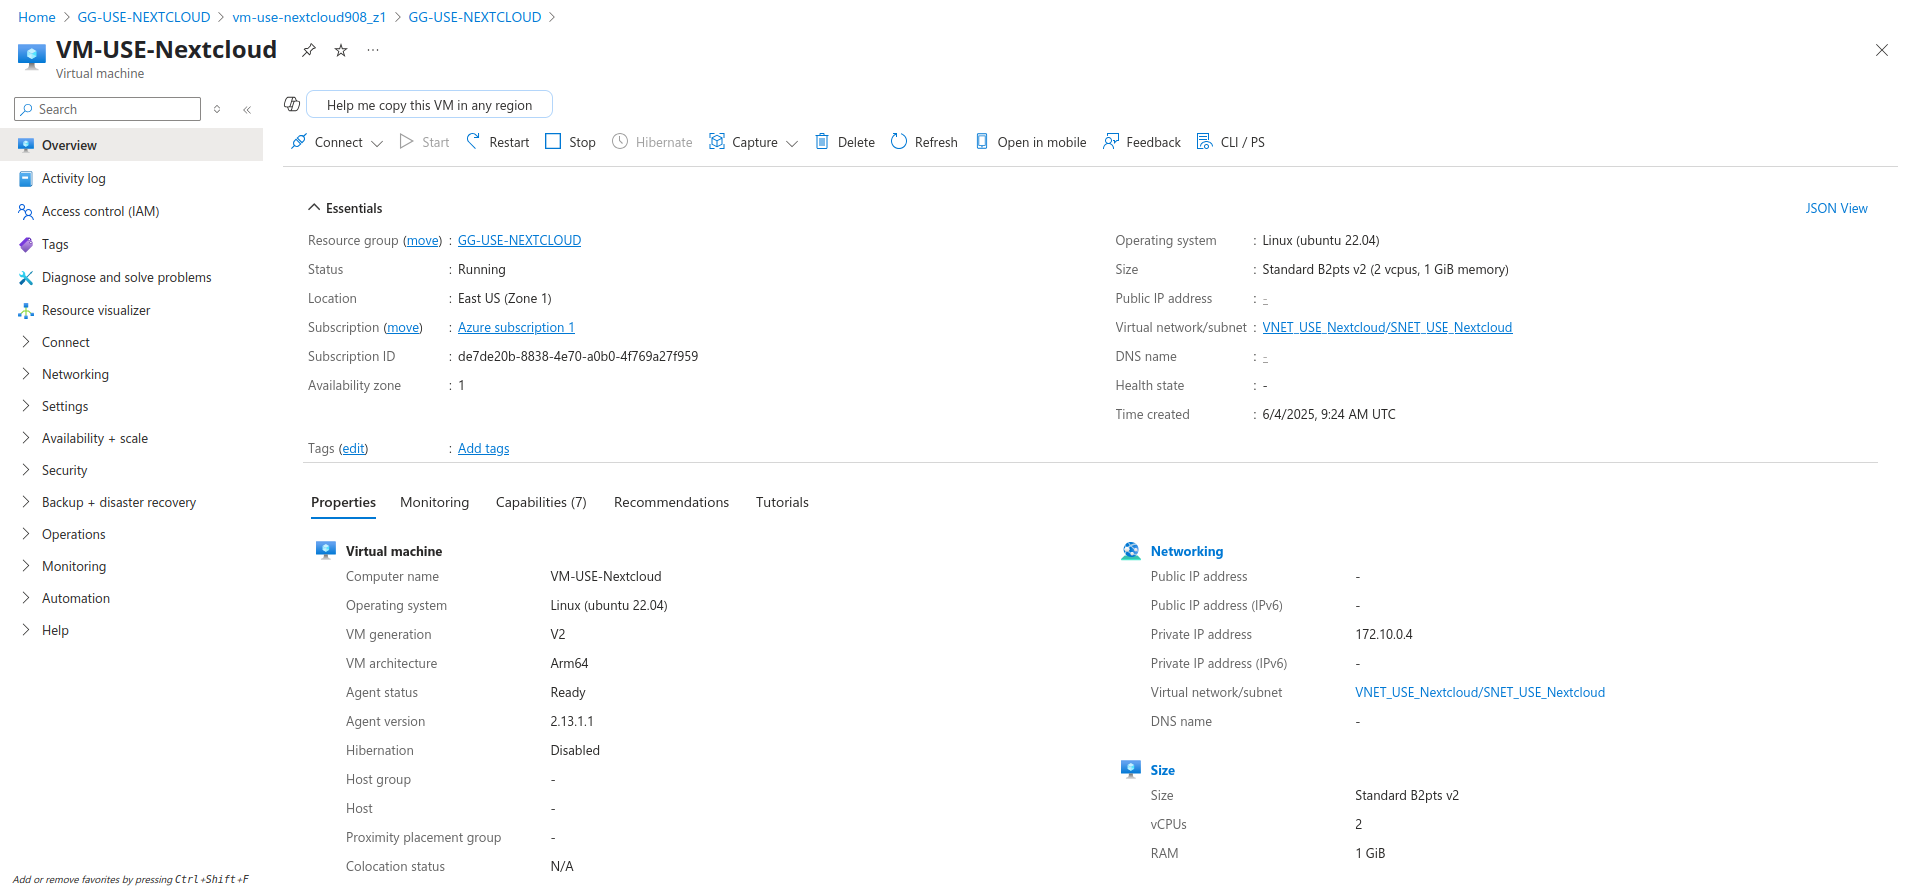 Home > GG-USE-NEXTCLOUD > vm-use-nextcloud908_z1 > GG-USE-NEXTCLOUD >
VM-USE-Nextcloud
Virtual machine
Search
Overview
Activity log
Access control (IAM)
Tags
Diagnose and solve problems
Resource visualizer
Connect
Networking
Settings
Availability + scale
Security
Backup + disaster recovery
Operations
Monitoring
Automation
Help
Add or remove favorites by pressing Ctrl+Shift+F
Help me copy this VM in any region
Connect Start Restart Stop Hibernate Capture Delete Refresh Open in mobile Feedback CLI / PS
Essentials
JSON View
Resource group (move) : GG-USE-NEXTCLOUD
Status : Running
Location : East US (Zone 1)
Subscription (move) : Azure subscription 1
Subscription ID : de7de20b-8838-4e70-a0b0-4f769a27f959
Availability zone : 1
Operating system : Linux (ubuntu 22.04)
Size : Standard B2pts v2 (2 vcpus, 1 GiB memory)
Public IP address : -
Virtual network/subnet : VNET_USE_Nextcloud/SNET_USE_Nextcloud
DNS name : -
Health state : -
Time created : 6/4/2025, 9:24 AM UTC
Tags (edit) : Add tags
Properties Monitoring Capabilities (7) Recommendations Tutorials
Virtual machine
Computer name VM-USE-Nextcloud
Operating system Linux (ubuntu 22.04)
VM generation V2
VM architecture Arm64
Agent status Ready
Agent version 2.13.1.1
Hibernation Disabled
Host group -
Host -
Proximity placement group -
Colocation status N/A
Networking
Public IP address -
Public IP address (IPv6) -
Private IP address 172.10.0.4
Private IP address (IPv6) -
Virtual network/subnet VNET_USE_Nextcloud/SNET_USE_Nextcloud
DNS name -
Size
Size Standard B2pts v2
vCPUs 2
RAM 1 GiB